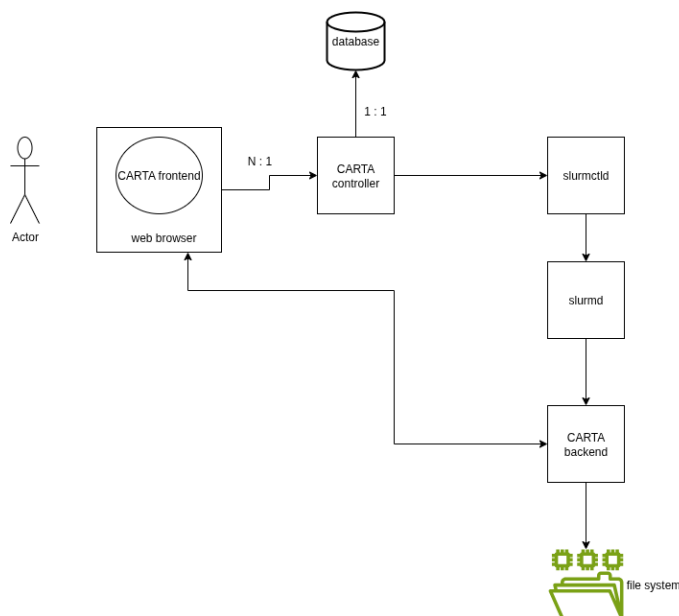 database
1 : 1
N : 1
CARTA frontend
CARTA
controller
slurmctld
web browser
Actor
slurmd
CARTA
backend
file system